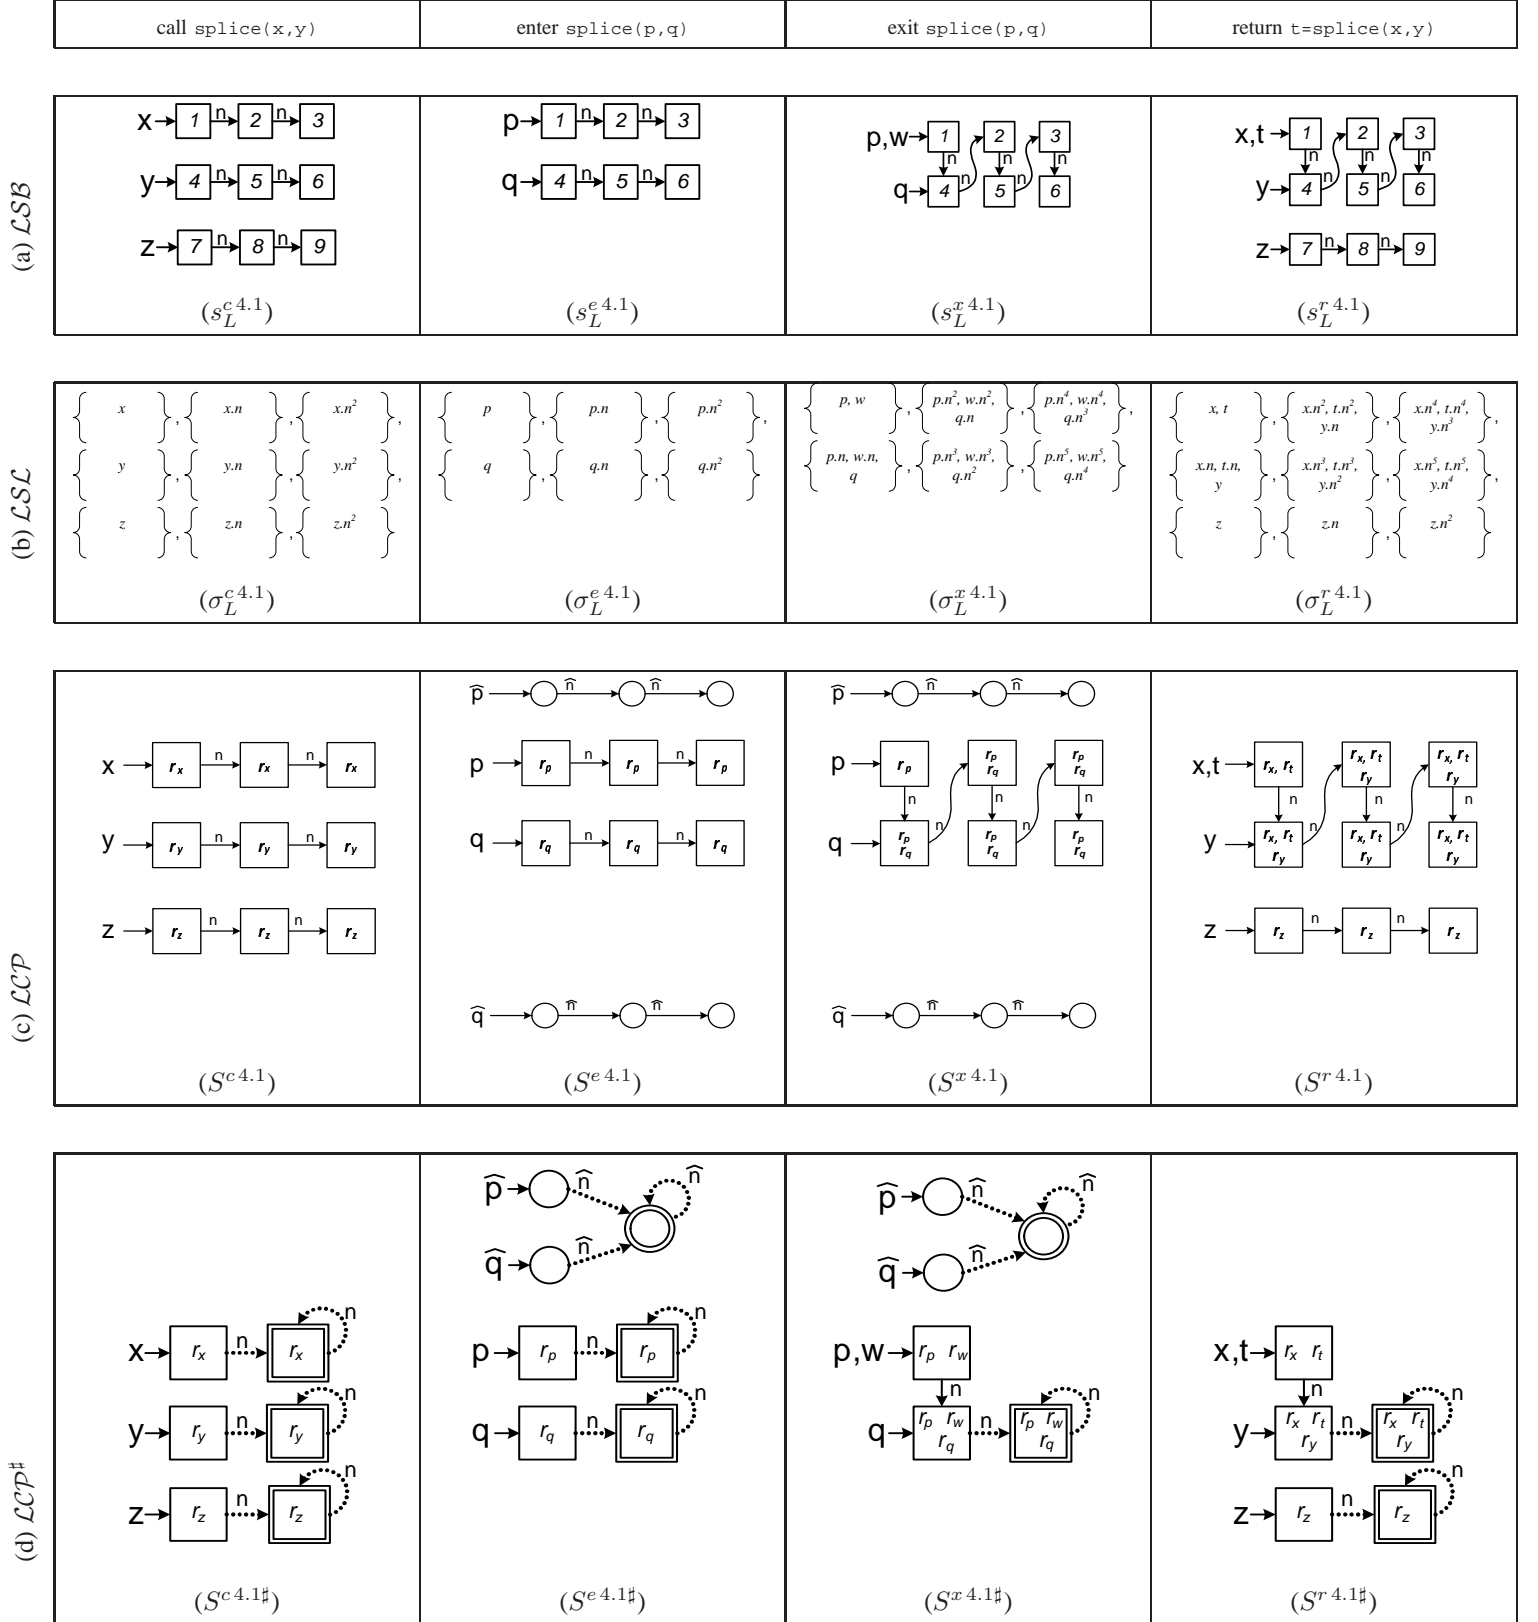 call splice(x,y) enter splice(p,q) exit splice(p,q) return t=splice(x,y)
(a) LSB
x 1 n 2 n 3
y 4 n 5 n 6
z 7 n 8 n 9
(s_L^{c 4.1})
p 1 n 2 n 3
q 4 n 5 n 6
(s_L^{e 4.1})
p,w 1 2 3
n n n
q 4 n 5 n 6
(s_L^{x 4.1})
x,t 1 2 3
n n n
y 4 n 5 n 6
z 7 n 8 n 9
(s_L^{r 4.1})
(b) LSL
{ x } , { x.n } , { x.n² } ,
{ y } , { y.n } , { y.n² } ,
{ z } , { z.n } , { z.n² }
(σ_L^{c 4.1})
{ p } , { p.n } , { p.n² } ,
{ q } , { q.n } , { q.n² }
(σ_L^{e 4.1})
{ p, w } , { p.n², w.n², q.n } , { p.n⁴, w.n⁴, q.n³ } ,
{ p.n, w.n, q } , { p.n³, w.n³, q.n² } , { p.n⁵, w.n⁵, q.n⁴ }
(σ_L^{x 4.1})
{ x, t } , { x.n², t.n², y.n } , { x.n⁴, t.n⁴, y.n³ } ,
{ x.n, t.n, y } , { x.n³, t.n³, y.n² } , { x.n⁵, t.n⁵, y.n⁴ } ,
{ z } , { z.n } , { z.n² }
(σ_L^{r 4.1})
(c) LCP
x r_x n r_x n r_x
y r_y n r_y n r_y
z r_z n r_z n r_z
(S^{c 4.1})
p̂ n̂ n̂
p r_p n r_p n r_p
q r_q n r_q n r_q
q̂ n̂ n̂
(S^{e 4.1})
p̂ n̂ n̂
p r_p r_p r_q r_p r_q
n n n
q r_p r_q n r_p r_q n r_p r_q
q̂ n̂ n̂
(S^{x 4.1})
x,t r_x, r_t r_x, r_t r_y r_x, r_t r_y
n n n
y r_x, r_t r_y n r_x, r_t r_y n r_x, r_t r_y
z r_z n r_z n r_z
(S^{r 4.1})
(d) LCP^♯
x r_x n r_x n
y r_y n r_y n
z r_z n r_z n
(S^{c 4.1♯})
p̂ n̂ n̂
q̂ n̂
p r_p n r_p n
q r_q n r_q n
(S^{e 4.1♯})
p̂ n̂ n̂
q̂ n̂
p,w r_p r_w
n
q r_p r_w r_q n r_p r_w r_q n
(S^{x 4.1♯})
x,t r_x r_t
n
y r_x r_t r_y n r_x r_t r_y n
z r_z n r_z n
(S^{r 4.1♯})